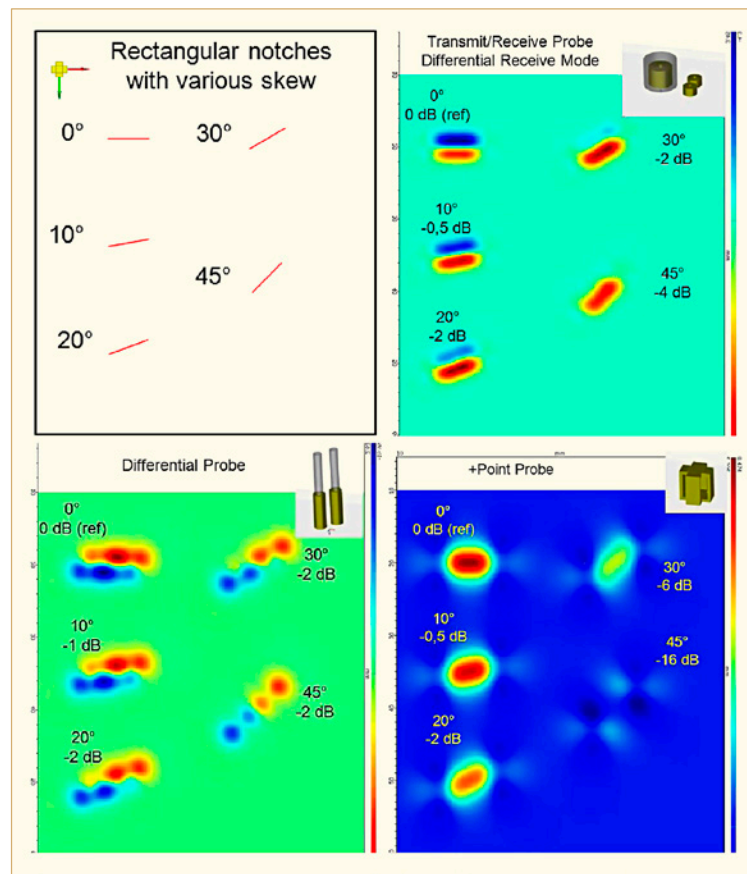 Rectangular notches
with various skew
0°
30°
10°
45°
20°
Transmit/Receive Probe
Differential Receive Mode
0°
0 dB (ref)
30°
-2 dB
10°
-0,5 dB
45°
-4 dB
20°
-2 dB
Differential Probe
0°
0 dB (ref)
30°
-2 dB
10°
-1 dB
45°
-2 dB
20°
-2 dB
+Point Probe
0°
0 dB (ref)
30°
-6 dB
10°
-0,5 dB
45°
-16 dB
20°
-2 dB